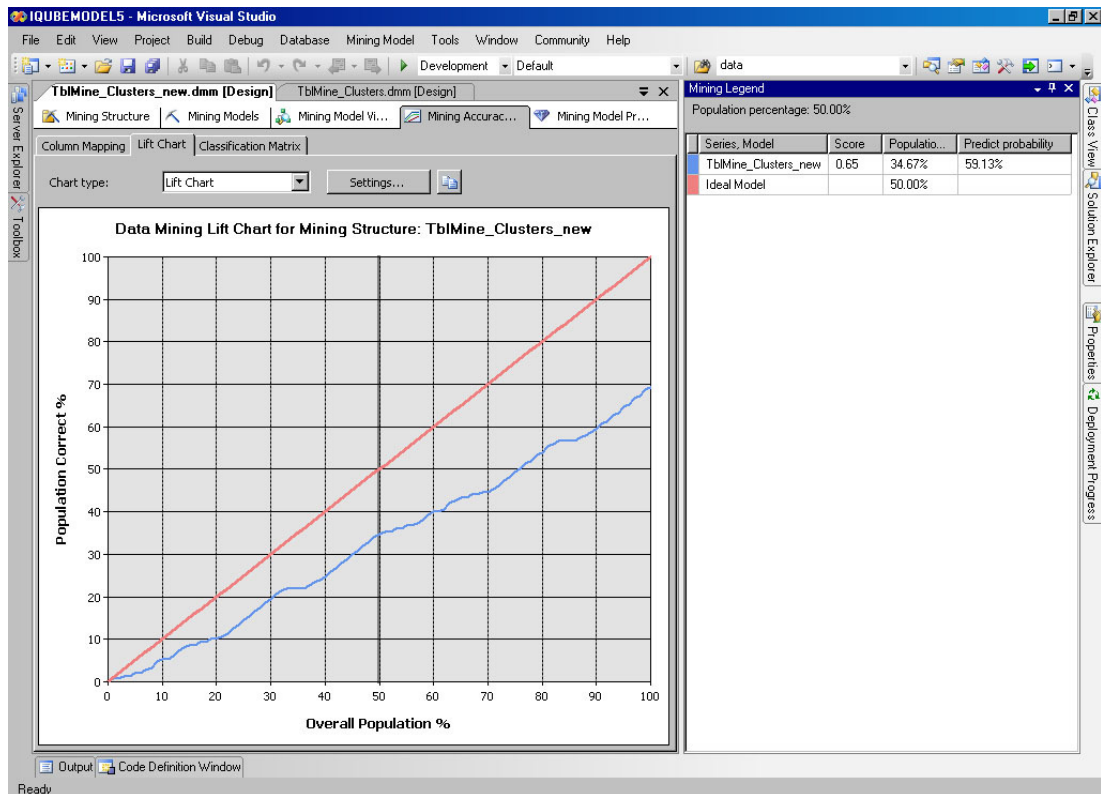 IQUBEMODEL5 - Microsoft Visual Studio
File Edit View Project Build Debug Database Mining Model Tools Window Community Help
Development Default data
TblMine_Clusters_new.dmm [Design] TblMine_Clusters.dmm [Design]
Mining Structure Mining Models Mining Model Vi... Mining Accurac... Mining Model Pr...
Column Mapping Lift Chart Classification Matrix
Chart type: Lift Chart Settings...
Data Mining Lift Chart for Mining Structure: TblMine_Clusters_new
Population Correct %
100
90
80
70
60
50
40
30
20
10
0
0 10 20 30 40 50 60 70 80 90 100
Overall Population %
Mining Legend
Population percentage: 50.00%
Series, Model Score Populatio... Predict probability
TblMine_Clusters_new 0.65 34.67% 59.13%
Ideal Model 50.00%
Server Explorer
Toolbox
Class View
Solution Explorer
Properties
Deployment Progress
Output Code Definition Window
Ready